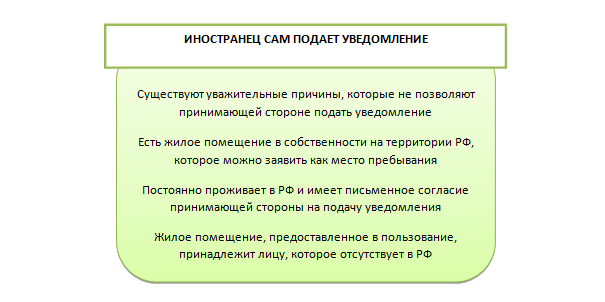 ИНОСТРАНЕЦ САМ ПОДАЕТ УВЕДОМЛЕНИЕ
Существуют уважительные причины, которые не позволяют
принимающей стороне подать уведомление
Есть жилое помещение в собственности на территории РФ,
которое можно заявить как место пребывания
Постоянно проживает в РФ и имеет письменное согласие
принимающей стороны на подачу уведомления
Жилое помещение, предоставленное в пользование,
принадлежит лицу, которое отсутствует в РФ